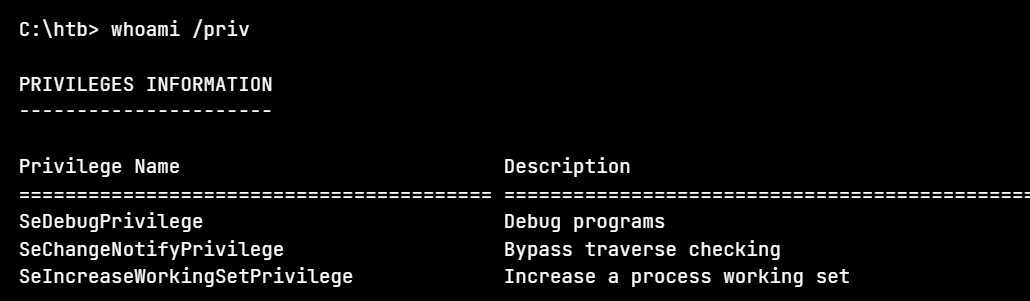 C:\htb> whoami /priv
PRIVILEGES INFORMATION
----------------------
Privilege Name                            Description
========================================= ==============================================
SeDebugPrivilege                          Debug programs
SeChangeNotifyPrivilege                   Bypass traverse checking
SeIncreaseWorkingSetPrivilege             Increase a process working set